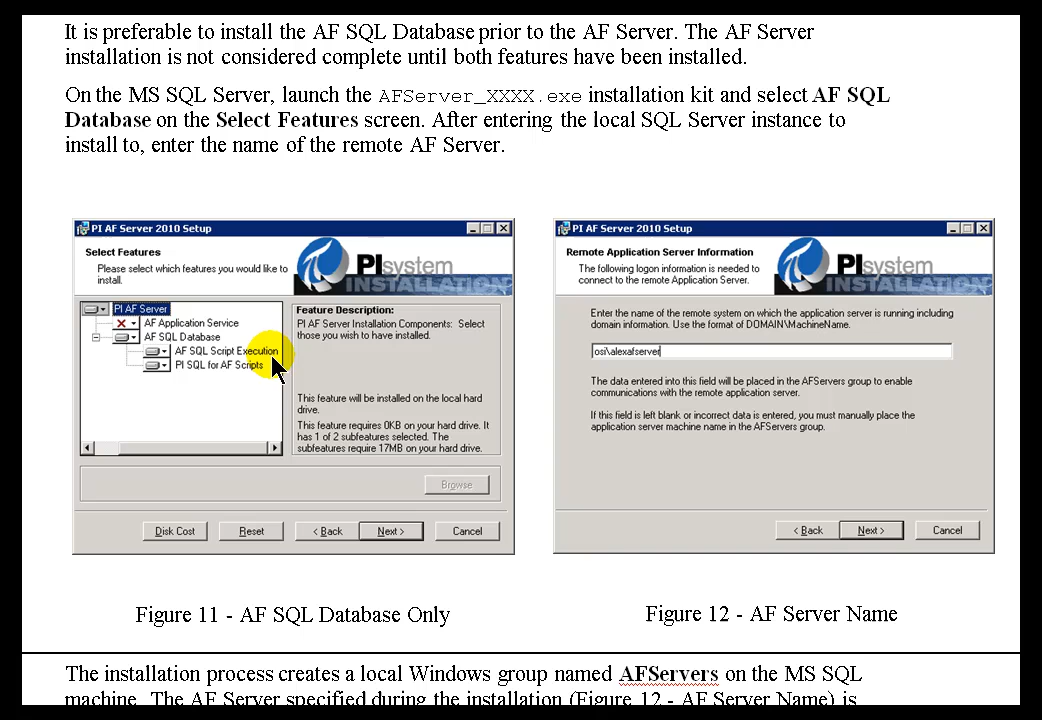 It is preferable to install the AF SQL Database prior to the AF Server. The AF Server
installation is not considered complete until both features have been installed.
On the MS SQL Server, launch the AFServer_XXXX.exe installation kit and select AF SQL
Database on the Select Features screen. After entering the local SQL Server instance to
install to, enter the name of the remote AF Server.
PI AF Server 2010 Setup
Select Features
Please select which features you would like to
install.
PIsystem
INSTALLATION
PI AF Server
AF Application Service
AF SQL Database
AF SQL Script Execution
PI SQL for AF Scripts
Feature Description:
PI AF Server Installation Components: Select
those you wish to have installed.
This feature will be installed on the local hard
drive.
This feature requires 0KB on your hard drive. It
has 1 of 2 subfeatures selected. The
subfeatures require 17MB on your hard drive.
Browse
Disk Cost
Reset
< Back
Next >
Cancel
PI AF Server 2010 Setup
Remote Application Server Information
The following logon information is needed to
connect to the remote Application Server.
PIsystem
INSTALLATION
Enter the name of the remote system on which the application server is running including
domain information. Use the format of DOMAIN\MachineName.
osi\alexafserver
The data entered into this field will be placed in the AFServers group to enable
communications with the remote application server.
If this field is left blank or incorrect data is entered, you must manually place the
application server machine name in the AFServers group.
< Back
Next >
Cancel
Figure 11 - AF SQL Database Only
Figure 12 - AF Server Name
The installation process creates a local Windows group named AFServers on the MS SQL
machine. The AF Server specified during the installation (Figure 12 - AF Server Name) is